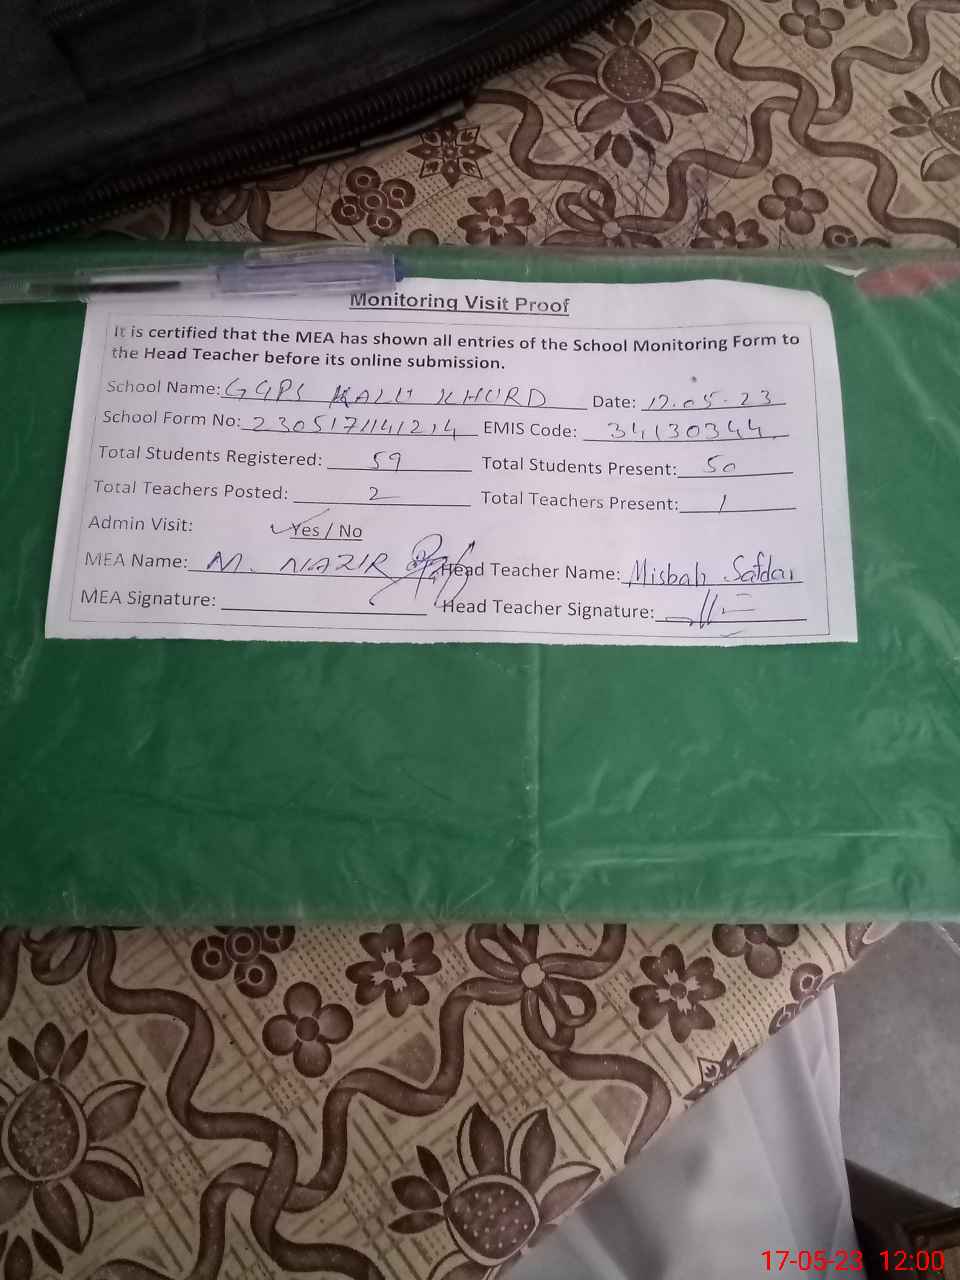 Monitoring Visit Proof
It is certified that the MEA has shown all entries of the School Monitoring Form to
the Head Teacher before its online submission.
School Name: GGPS KALU KHURD Date: 17.05.23
School Form No: EMIS Code: 34130344
Total Students Registered: 59 Total Students Present: 50
Total Teachers Posted: 2 Total Teachers Present: 1
Admin Visit: Yes / No
MEA Name: M. NAZIR Head Teacher Name: Misbah Safdar
MEA Signature: Head Teacher Signature:
17-05-23 12:00